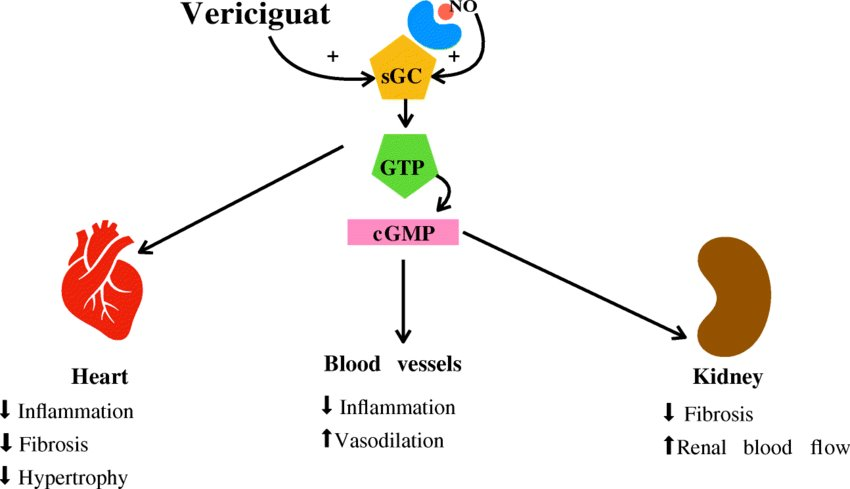 Vericiguat
NO
+
+
sGC
GTP
cGMP
Heart
⬇ Inflammation
⬇ Fibrosis
⬇ Hypertrophy
Blood vessels
⬇ Inflammation
⬆Vasodilation
Kidney
⬇ Fibrosis
⬆Renal blood flow